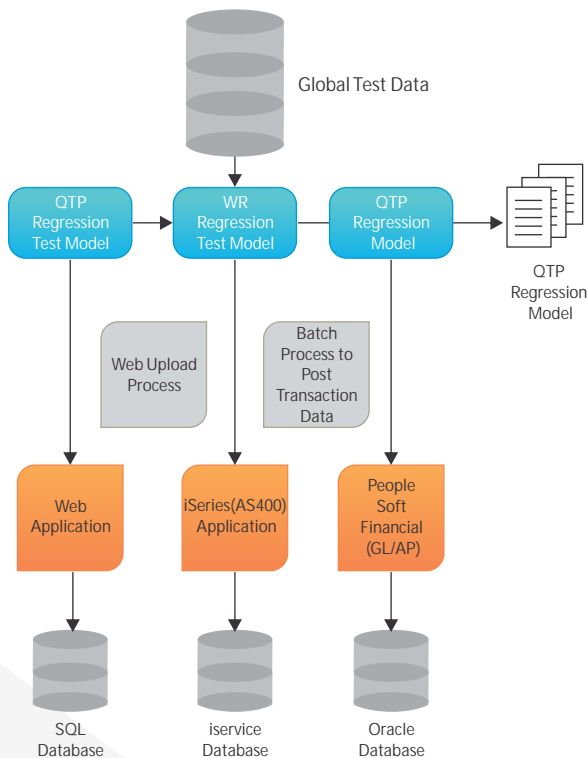 Global Test Data
QTP
Regression
Test Model
WR
Regression
Test Model
QTP
Regression
Model
QTP
Regression
Model
Web Upload
Process
Batch
Process to
Post
Transaction
Data
Web
Application
iSeries(AS400)
Application
People
Soft
Financial
(GL/AP)
SQL
Database
iservice
Database
Oracle
Database